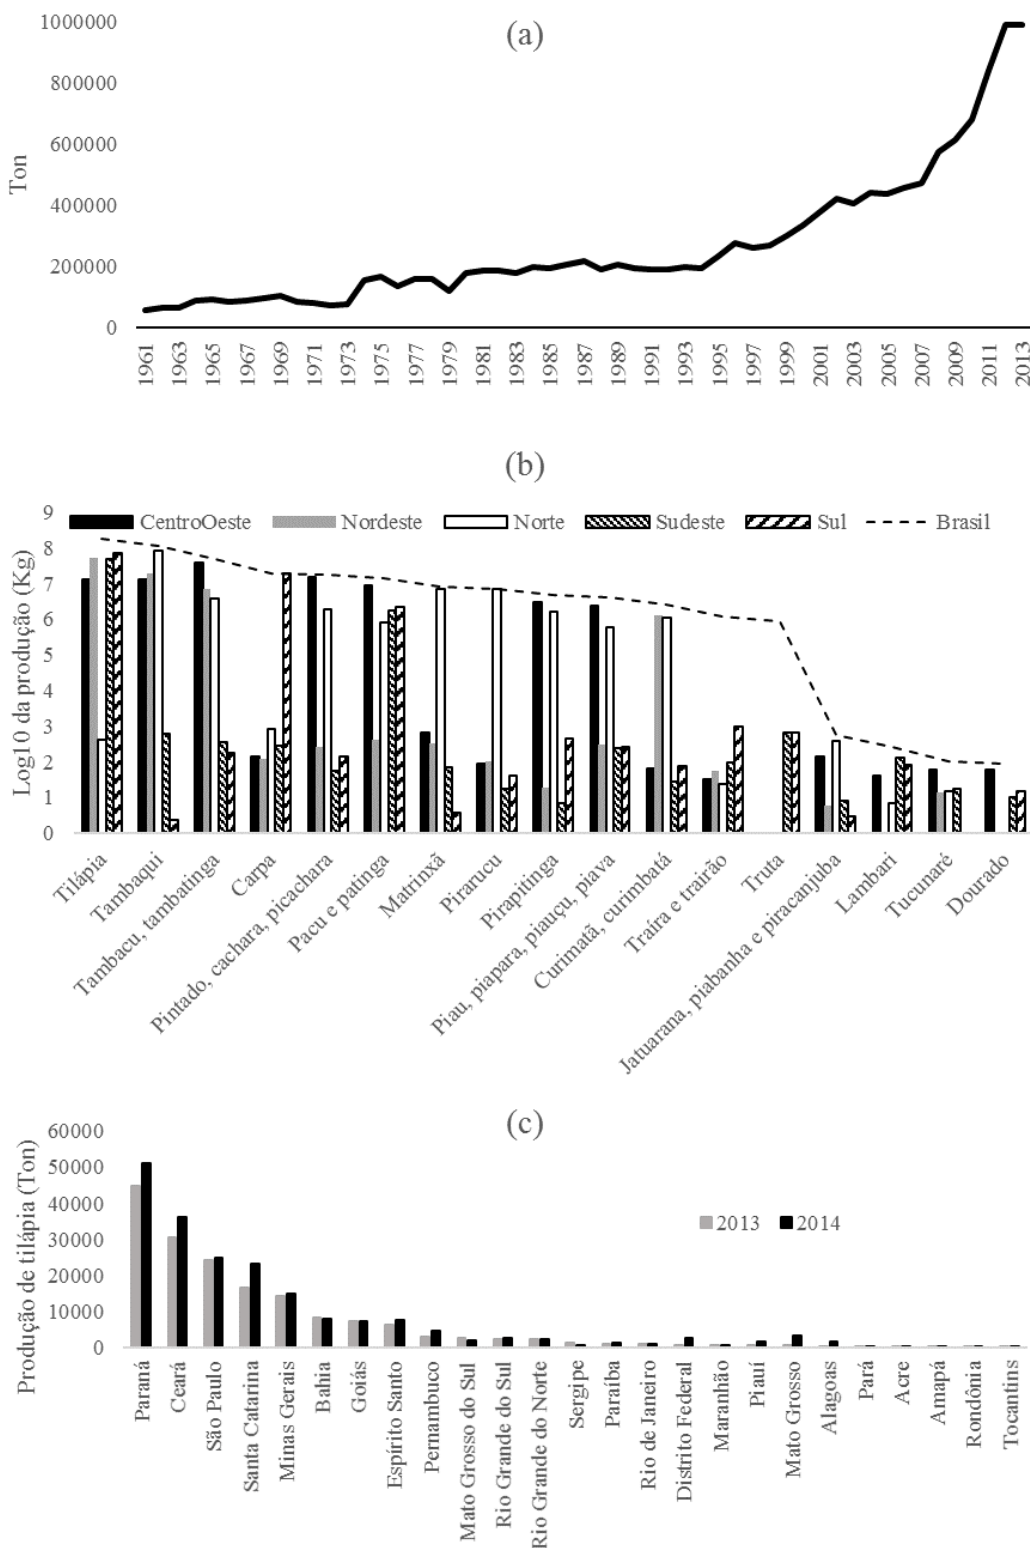 (a)
Ton
1000000
800000
600000
400000
200000
0
1961
1963
1965
1967
1969
1971
1973
1975
1977
1979
1981
1983
1985
1987
1989
1991
1993
1995
1997
1999
2001
2003
2005
2007
2009
2011
2013
(b)
Log10 da produção (Kg)
9
8
7
6
5
4
3
2
1
0
CentroOeste
Nordeste
Norte
Sudeste
Sul
Brasil
Tilápia
Tambaqui
Tambacu, tambatinga
Carpa
Pintado, cachara, picachara
Pacu e patinga
Matrinxã
Pirarucu
Pirapitinga
Piau, piapara, piauçu, piava
Curimatã, curimbatá
Traíra e trairão
Truta
Jatuarana, piabanha e piracanjuba
Lambari
Tucunaré
Dourado
(c)
Produção de tilápia (Ton)
60000
50000
40000
30000
20000
10000
0
2013
2014
Paraná
Ceará
São Paulo
Santa Catarina
Minas Gerais
Bahia
Goiás
Espírito Santo
Pernambuco
Mato Grosso do Sul
Rio Grande do Sul
Rio Grande do Norte
Sergipe
Paraíba
Rio de Janeiro
Distrito Federal
Maranhão
Piauí
Mato Grosso
Alagoas
Pará
Acre
Amapá
Rondônia
Tocantins